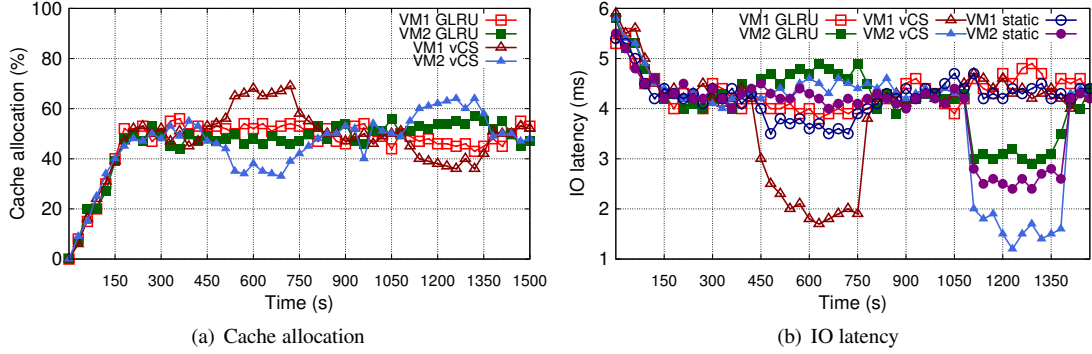 100
80
60
40
20
0
Cache allocation (%)
VM1 GLRU
VM2 GLRU
VM1 vCS
VM2 vCS
150 300 450 600 750 900 1050 1200 1350 1500
Time (s)
(a) Cache allocation
6
5
4
3
2
1
IO latency (ms)
VM1 GLRU VM1 vCS VM1 static
VM2 GLRU VM2 vCS VM2 static
150 300 450 600 750 900 1050 1200 1350
Time (s)
(b) IO latency